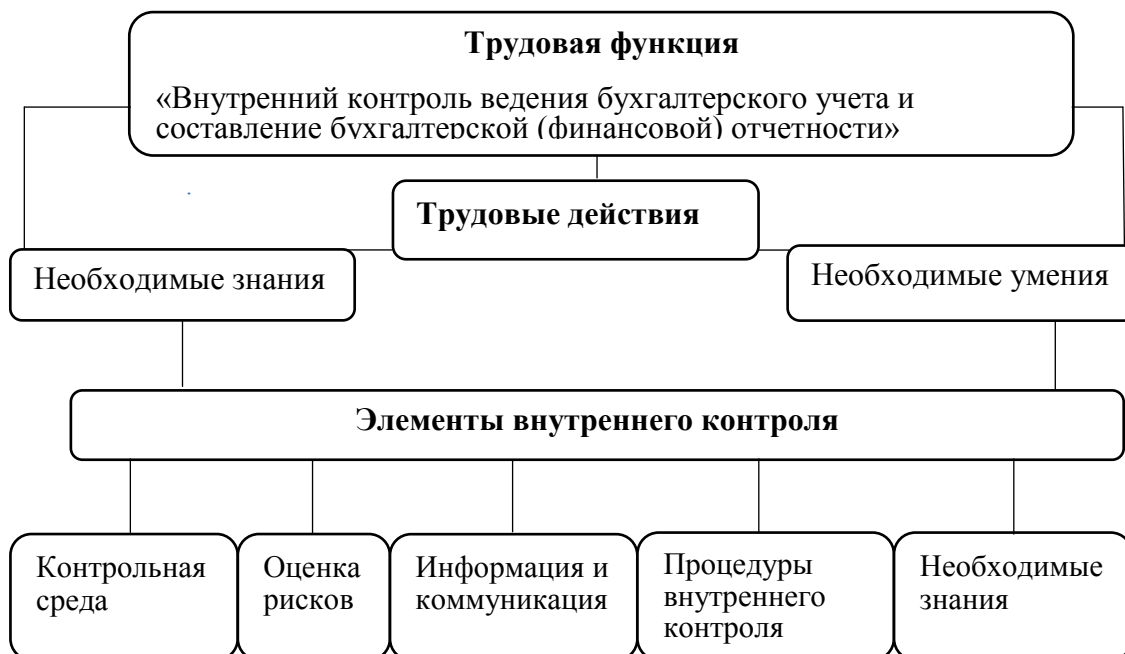 Трудовая функция
«Внутренний контроль ведения бухгалтерского учета и
составление бухгалтерской (финансовой) отчетности»
Трудовые действия
Необходимые знания
Необходимые умения
Элементы внутреннего контроля
Контрольная
среда
Оценка
рисков
Информация и
коммуникация
Процедуры
внутреннего
контроля
Необходимые
знания